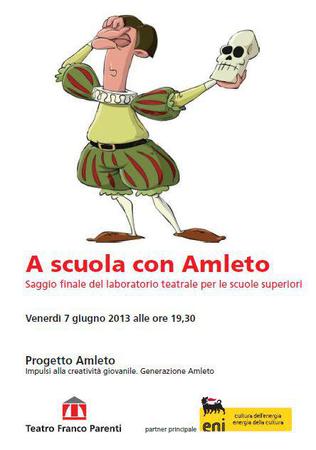 A scuola con Amleto
Saggio finale del laboratorio teatrale per le scuole superiori
Venerdì 7 giugno 2013 alle ore 19,30
Progetto Amleto
Impulsi alla creatività giovanile. Generazione Amleto
Teatro Franco Parenti
partner principale
eni
cultura dell'energia
energia della cultura